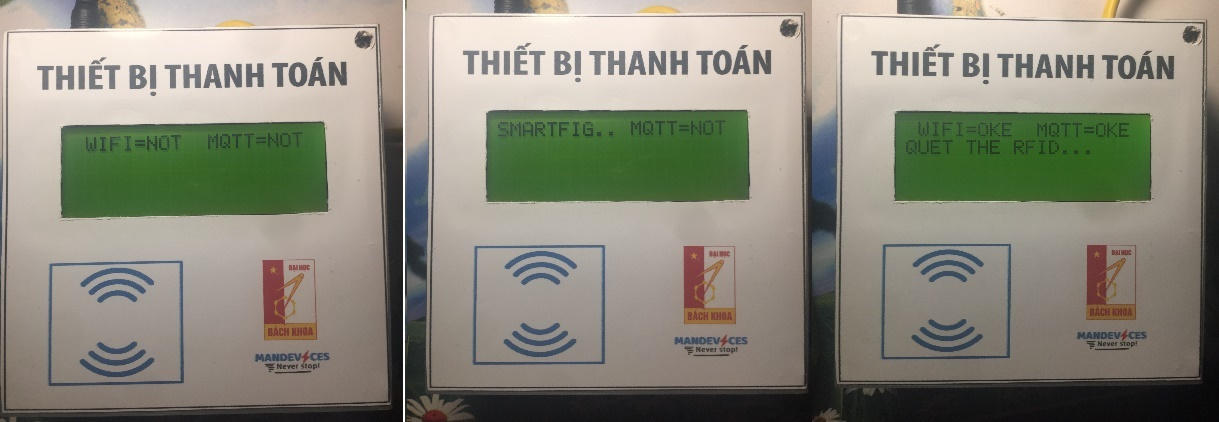 THIẾT BỊ THANH TOÁN
WIFI=NOT MQTT=NOT
ĐẠI HỌC
BÁCH KHOA
MANDEVICES
Never stop!
THIẾT BỊ THANH TOÁN
SMARTFIG.. MQTT=NOT
ĐẠI HỌC
BÁCH KHOA
MANDEVICES
Never stop!
THIẾT BỊ THANH TOÁN
WIFI=OKE MQTT=OKE
QUET THE RFID...
ĐẠI HỌC
BÁCH KHOA
MANDEVICES
Never stop!